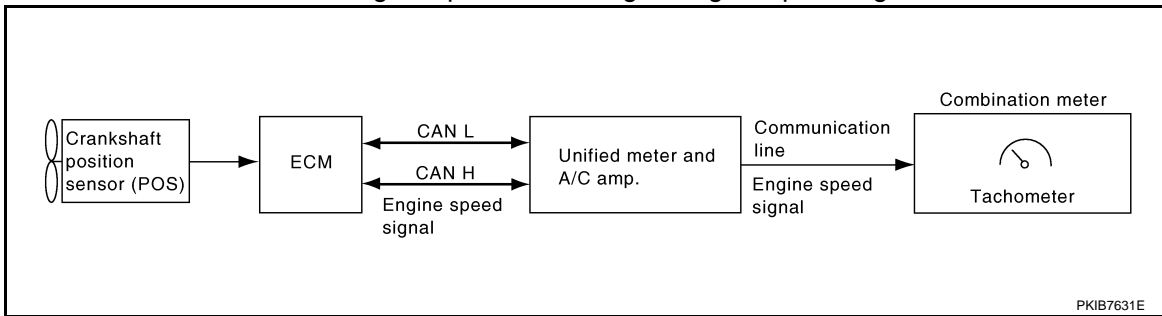 Crankshaft
position
sensor (POS)
ECM
CAN L
CAN H
Engine speed
signal
Unified meter and
A/C amp.
Communication
line
Engine speed
signal
Combination meter
Tachometer
PKIB7631E